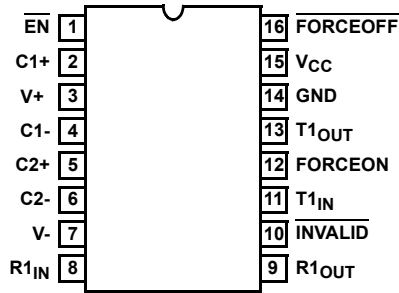 EN 1 16 FORCEOFF
C1+ 2 15 VCC
V+ 3 14 GND
C1- 4 13 T1OUT
C2+ 5 12 FORCEON
C2- 6 11 T1IN
V- 7 10 INVALID
R1IN 8 9 R1OUT